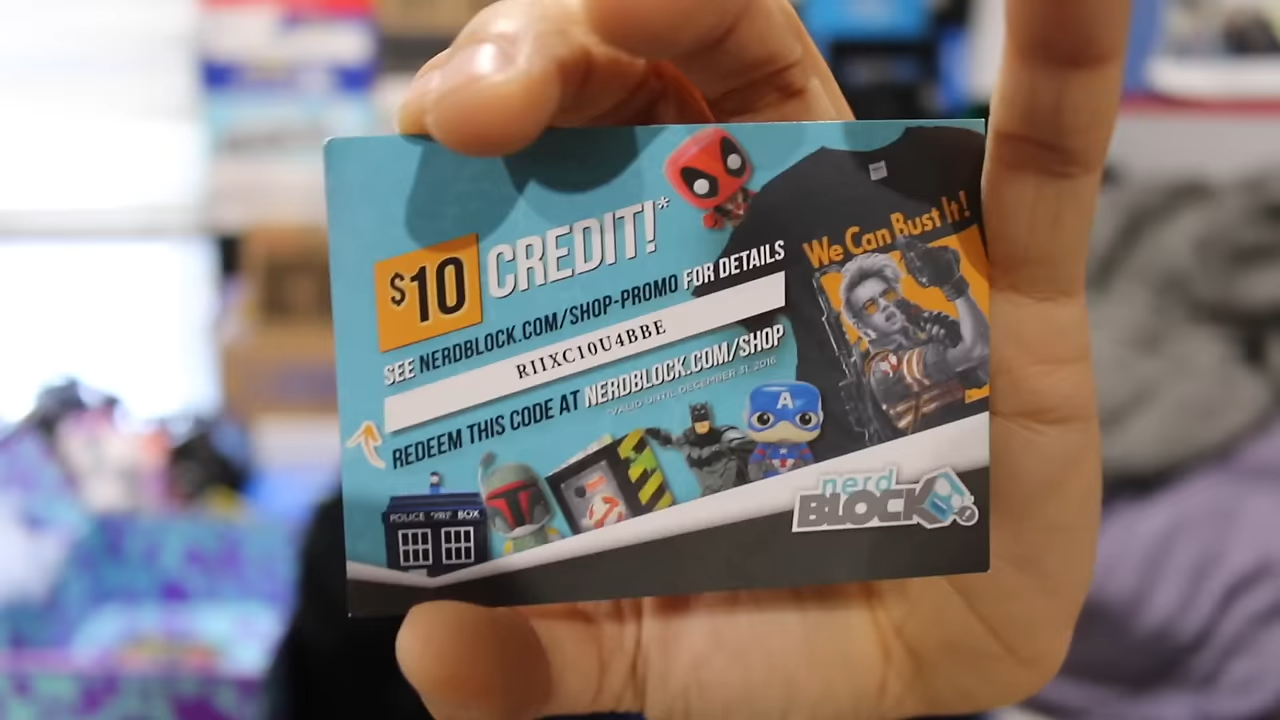 $10 CREDIT!*
SEE NERDBLOCK.COM/SHOP-PROMO FOR DETAILS
RIIXC10U4BBE
REDEEM THIS CODE AT NERDBLOCK.COM/SHOP
*VALID UNTIL DECEMBER 31, 2016
We Can Bust It!
A
POLICE BOX
nerd
BLOCK